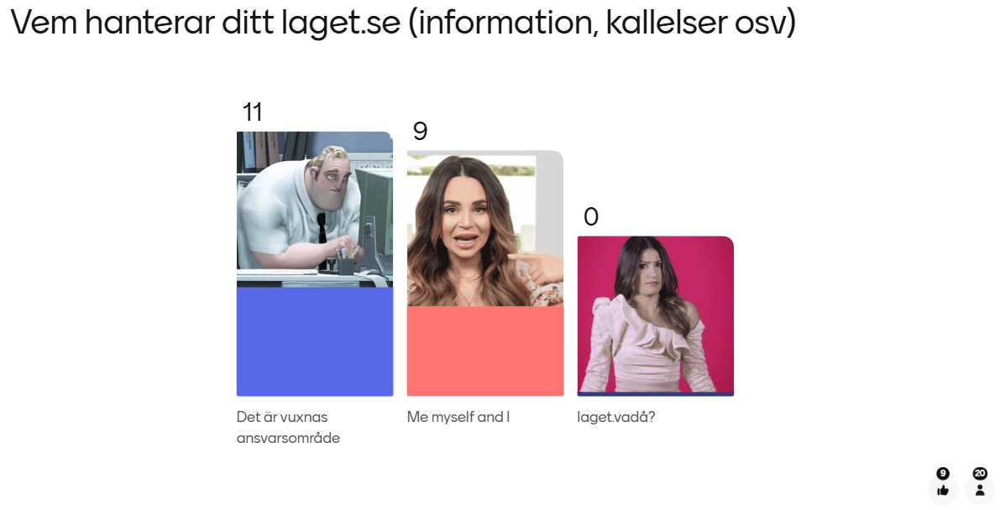 Vem hanterar ditt laget.se (information, kallelser osv)
11
9
0
Det är vuxnas
ansvarsområde
Me myself and I
laget.vadå?
9
20